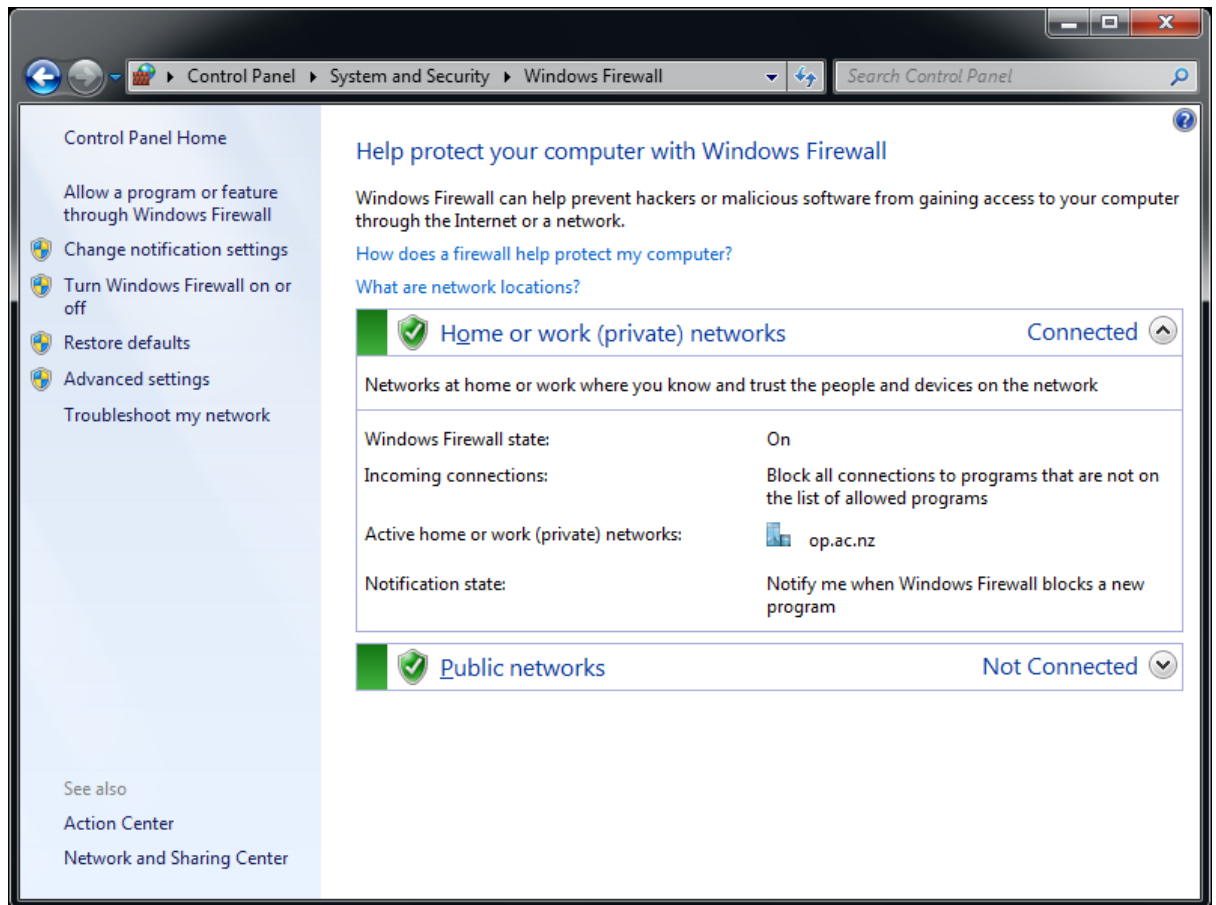 Control Panel System and Security Windows Firewall
Search Control Panel
Control Panel Home
Allow a program or feature
through Windows Firewall
Change notification settings
Turn Windows Firewall on or
off
Restore defaults
Advanced settings
Troubleshoot my network
See also
Action Center
Network and Sharing Center
Help protect your computer with Windows Firewall
Windows Firewall can help prevent hackers or malicious software from gaining access to your computer
through the Internet or a network.
How does a firewall help protect my computer?
What are network locations?
Home or work (private) networks Connected
Networks at home or work where you know and trust the people and devices on the network
Windows Firewall state: On
Incoming connections: Block all connections to programs that are not on
the list of allowed programs
Active home or work (private) networks: op.ac.nz
Notification state: Notify me when Windows Firewall blocks a new
program
Public networks Not Connected